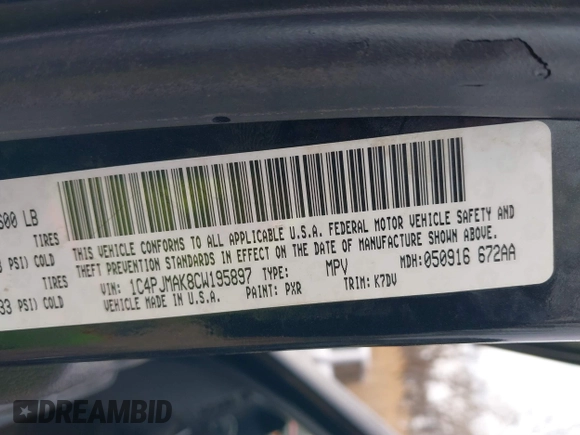 600 LB
TIRES
PSI) COLD
TIRES
33 PSI) COLD
THIS VEHICLE CONFORMS TO ALL APPLICABLE U.S.A. FEDERAL MOTOR VEHICLE SAFETY AND
THEFT PREVENTION STANDARDS IN EFFECT ON THE DATE OF MANUFACTURE SHOWN ABOVE.
VIN: 1C4PJMAK8CW195897 TYPE: MPV MDH:050916 672AA
VEHICLE MADE IN U.S.A. PAINT: PXR TRIM: K7DV
DREAMBID